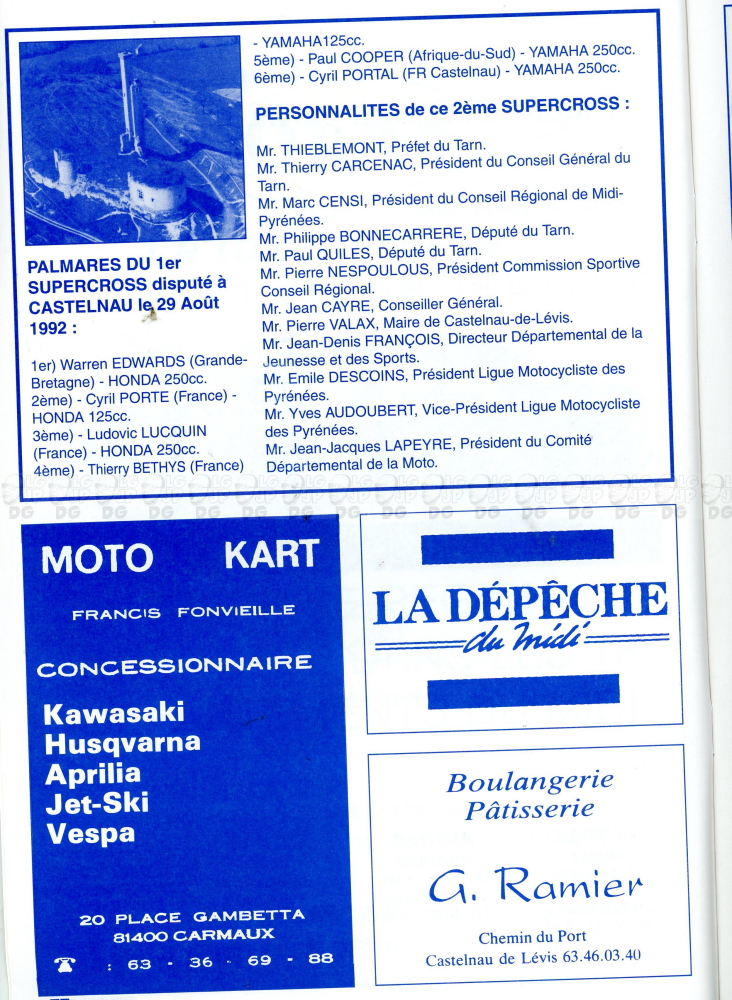 PALMARES DU 1er
SUPERCROSS disputé à
CASTELNAU le 29 Août
1992 :
1er) Warren EDWARDS (Grande-
Bretagne) - HONDA 250cc.
2ème) - Cyril PORTE (France) -
HONDA 125cc.
3ème) - Ludovic LUCQUIN
(France) - HONDA 250cc.
4ème) - Thierry BETHYS (France)
- YAMAHA125cc.
5ème) - Paul COOPER (Afrique-du-Sud) - YAMAHA 250cc.
6ème) - Cyril PORTAL (FR Castelnau) - YAMAHA 250cc.
PERSONNALITES de ce 2ème SUPERCROSS :
Mr. THIEBLEMONT, Préfet du Tarn.
Mr. Thierry CARCENAC, Président du Conseil Général du
Tarn.
Mr. Marc CENSI, Président du Conseil Régional de Midi-
Pyrénées.
Mr. Philippe BONNECARRERE, Député du Tarn.
Mr. Paul QUILES, Député du Tarn.
Mr. Pierre NESPOULOUS, Président Commission Sportive
Conseil Régional.
Mr. Jean CAYRE, Conseiller Général.
Mr. Pierre VALAX, Maire de Castelnau-de-Lévis.
Mr. Jean-Denis FRANÇOIS, Directeur Départemental de la
Jeunesse et des Sports.
Mr. Emile DESCOINS, Président Ligue Motocycliste des
Pyrénées.
Mr. Yves AUDOUBERT, Vice-Président Ligue Motocycliste
des Pyrénées.
Mr. Jean-Jacques LAPEYRE, Président du Comité
Départemental de la Moto.
MOTO KART
FRANCIS FONVIEILLE
CONCESSIONNAIRE
Kawasaki
Husqvarna
Aprilia
Jet-Ski
Vespa
20 PLACE GAMBETTA
81400 CARMAUX
☎ : 63 - 36 - 69 - 88
LA DÉPÊCHE
du Midi
Boulangerie
Pâtisserie
G. Ramier
Chemin du Port
Castelnau de Lévis 63.46.03.40